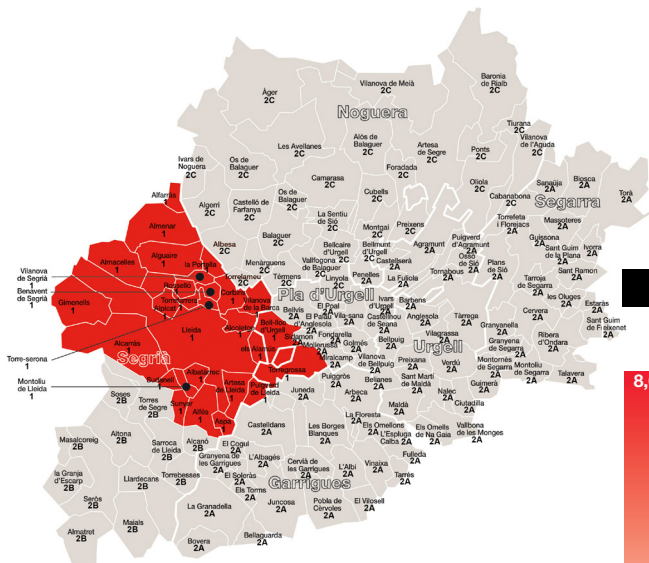 Àger
2C
Vilanova de Meià
2C
Baronia
de Rialb
2C
Noguera
Tiurana
2C
Vilanova
de l'Aguda
2C
Les Avellanes
2C
Alòs de
Balaguer
2C
Artesa
de Segre
2C
Ponts
2C
Ivars de
Noguera
2C
Os de
Balaguer
2C
Foradada
2C
Camarasa
2C
Cubells
2C
Oliola
2C
Cabanabona
2C
Sanaüja
2A
Biosca
2A
Torà
2A
Segarra
Alfarràs
1
Algerri
2C
Castelló de
Farfanya
2C
Os de
Balaguer
2C
La Sentiu
de Sió
2C
Montgai
2C
Preixens
2C
Torrefeta
i Florejacs
2A
Massoteres
2A
Almenar
1
Albesa
2C
Balaguer
2C
Bellcaire
d'Urgell
2C
Bellmunt
d'Urgell
2C
Agramunt
2A
Puigverd
d'Agramunt
2A
Guissona
2A
Sant Guim
de la Plana
2A
Ivorra
2A
Almacelles
1
Alguaire
1
la Portella
Vilanova
de Segrià
1
Menàrguens
2C
Vallfogona
de Balaguer
2C
Castellserà
2A
Ossó
de Sió
2A
Plans
de Sió
2A
Sant Ramon
2A
Torrelameu
2C
Térmens
2C
Linyola
2C
Penelles
2A
La Fuliola
2A
Tornabous
2A
Tarroja
de Segarra
2A
Benavent
de Segrià
1
Rosselló
1
Corbins
1
Gimenells
1
Torrefarrera
Alpicat
1
Vilanova
de la Barca
1
Pla d'Urgell
Ivars
d'Urgell
2A
Barbens
2A
les Oluges
2A
Estaràs
2A
Bellvís
2A
El Poal
2A
Vila-sana
2A
Castellnou
de Seana
2A
Anglesola
2A
Tàrrega
2A
Cervera
2A
Sant Guim
de Freixenet
2A
El Palau
d'Anglesola
2A
Granyanella
2A
Lleida
1
Alcoletge
1
Bell-lloc
d'Urgell
1
Sidamon
2A
Mollerussa
2A
Fondarella
2A
Golmés
2A
Bellpuig
2A
Vilagrassa
2A
Granyena
de Segarra
2A
Ribera
d'Ondara
2A
Alcarràs
1
Segrià
els Alamús
1
Miralcamp
2A
Vilanova
de Bellpuig
2A
Urgell
Preixana
2A
Verdú
2A
Montornès
de Segarra
2A
Montoliu
de Segarra
2A
Talavera
2A
Torre-serona
1
Albatàrrec
1
Torregrossa
1
Puiggròs
2A
Sant Martí
de Maldà
2A
Montoliu
de Lleida
1
Sudanell
1
Artesa
de Lleida
1
Puigverd
de Lleida
1
Juneda
2A
Arbeca
2A
Belianes
2A
Nalec
2A
Guimerà
2A
Ciutadilla
2A
Soses
2B
Torres
de Segre
2B
Sunyer
1
Alfés
1
Aspa
1
Maldà
2A
La Floresta
2A
Masalcoreig
2B
Aitona
2B
Sarroca
de Lleida
2B
Alcanó
2B
El Cogul
2A
Castelldans
2A
Les Borges
Blanques
2A
Els Omellons
2A
L'Espluga
Calba
2A
Els Omells
de Na Gaia
2A
Vallbona
de les Monges
2A
Fulleda
2A
Granyena de
les Garrigues
2A
L'Albagés
2A
Cervià de
les Garrigues
2A
L'Albi
2A
Vinaixa
2A
Tarrés
2A
la Granja
d'Escarp
2B
Llardecans
2B
Torrebesses
2B
El Soleràs
2A
Els Torms
2A
Garrigues
Seròs
2B
La Granadella
2A
Juncosa
2A
Pobla de
Cérvoles
2A
El Vilosell
2A
Almatret
2B
Maials
2B
Bovera
2A
Bellaguarda
2A
8,